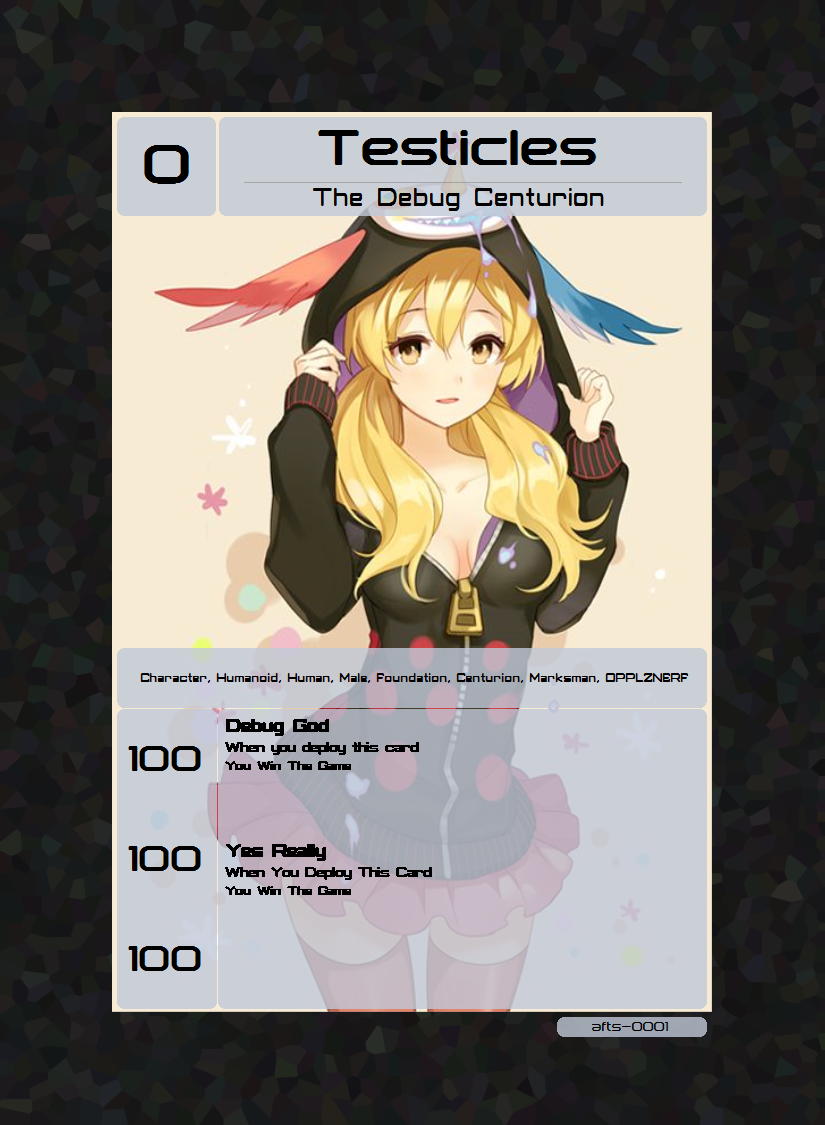 0
Testicles
The Debug Centurion
Character, Humanoid, Human, Male, Foundation, Centurion, Marksman, OPPLZNERF
100
Debug God
When you deploy this card
You Win The Game
100
Yes Really
When You Deploy This Card
You Win The Game
100
afts-0001